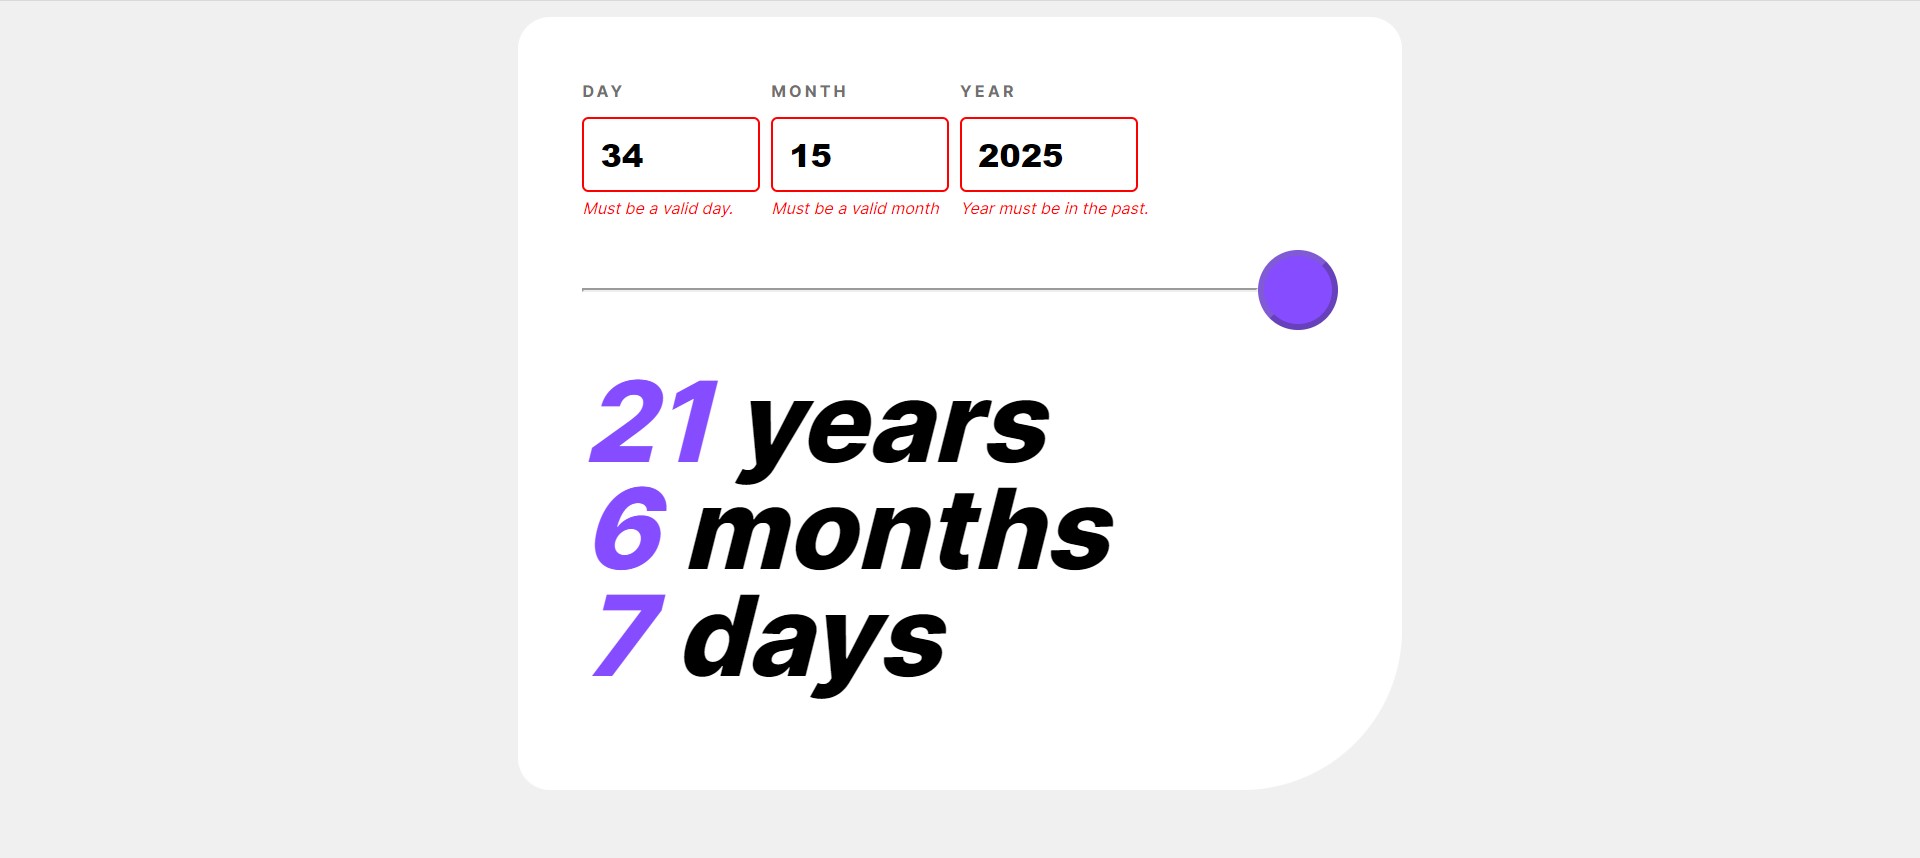 DAY MONTH YEAR
34 15 2025
Must be a valid day. Must be a valid month Year must be in the past.
21 years
6 months
7 days